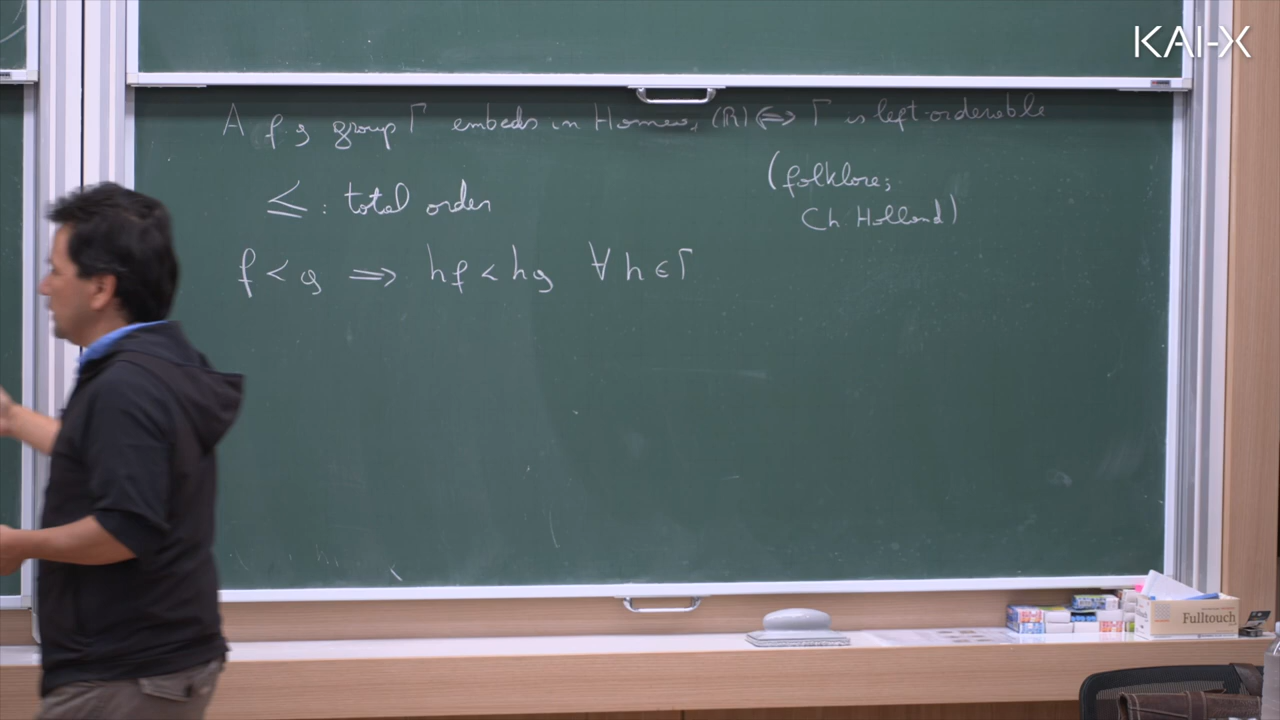 KAI-X
A f.g group Γ embeds in Homeo₊(ℝ) ⟺ Γ is left-orderable
(folklore;
≤ : total order
Ch Holland)
f < g ⟹ hf < hg ∀ h ∈ Γ
Fulltouch